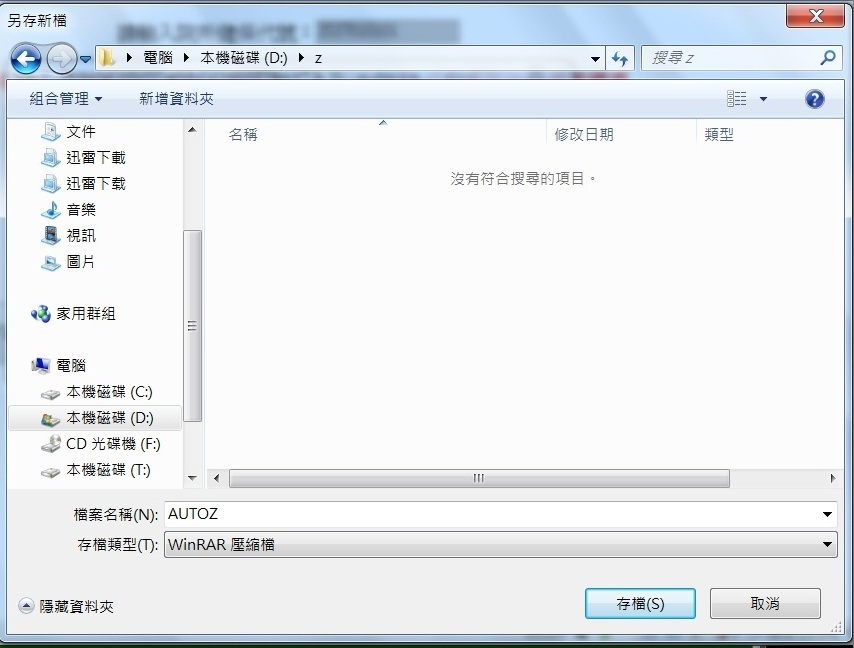 另存新檔
電腦 本機磁碟 (D:) z
搜尋 z
組合管理 新增資料夾
文件
迅雷下載
迅雷下载
音樂
視訊
圖片
家用群組
電腦
本機磁碟 (C:)
本機磁碟 (D:)
CD 光碟機 (F:)
本機磁碟 (T:)
名稱 修改日期 類型
沒有符合搜尋的項目。
檔案名稱(N): AUTOZ
存檔類型(T): WinRAR 壓縮檔
隱藏資料夾
存檔(S) 取消